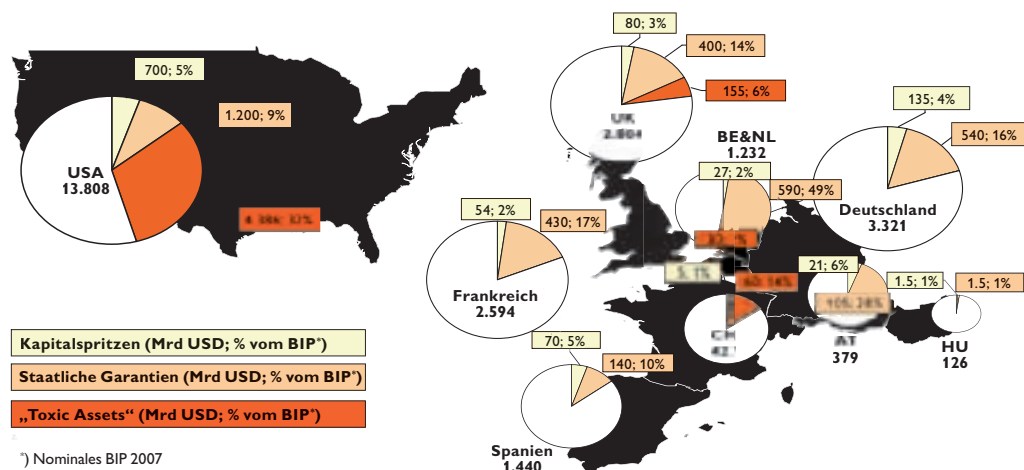 700; 5%
1.200; 9%
USA
13.808
80; 3%
400; 14%
155; 6%
UK
BE&NL
1.232
27; 2%
590; 49%
135; 4%
540; 16%
Deutschland
3.321
54; 2%
430; 17%
Frankreich
2.594
21; 6%
AT
379
1.5; 1%
1.5; 1%
HU
126
CH
70; 5%
140; 10%
Spanien
1.440
Kapitalspritzen (Mrd USD; % vom BIP*)
Staatliche Garantien (Mrd USD; % vom BIP*)
„Toxic Assets“ (Mrd USD; % vom BIP*)
*) Nominales BIP 2007